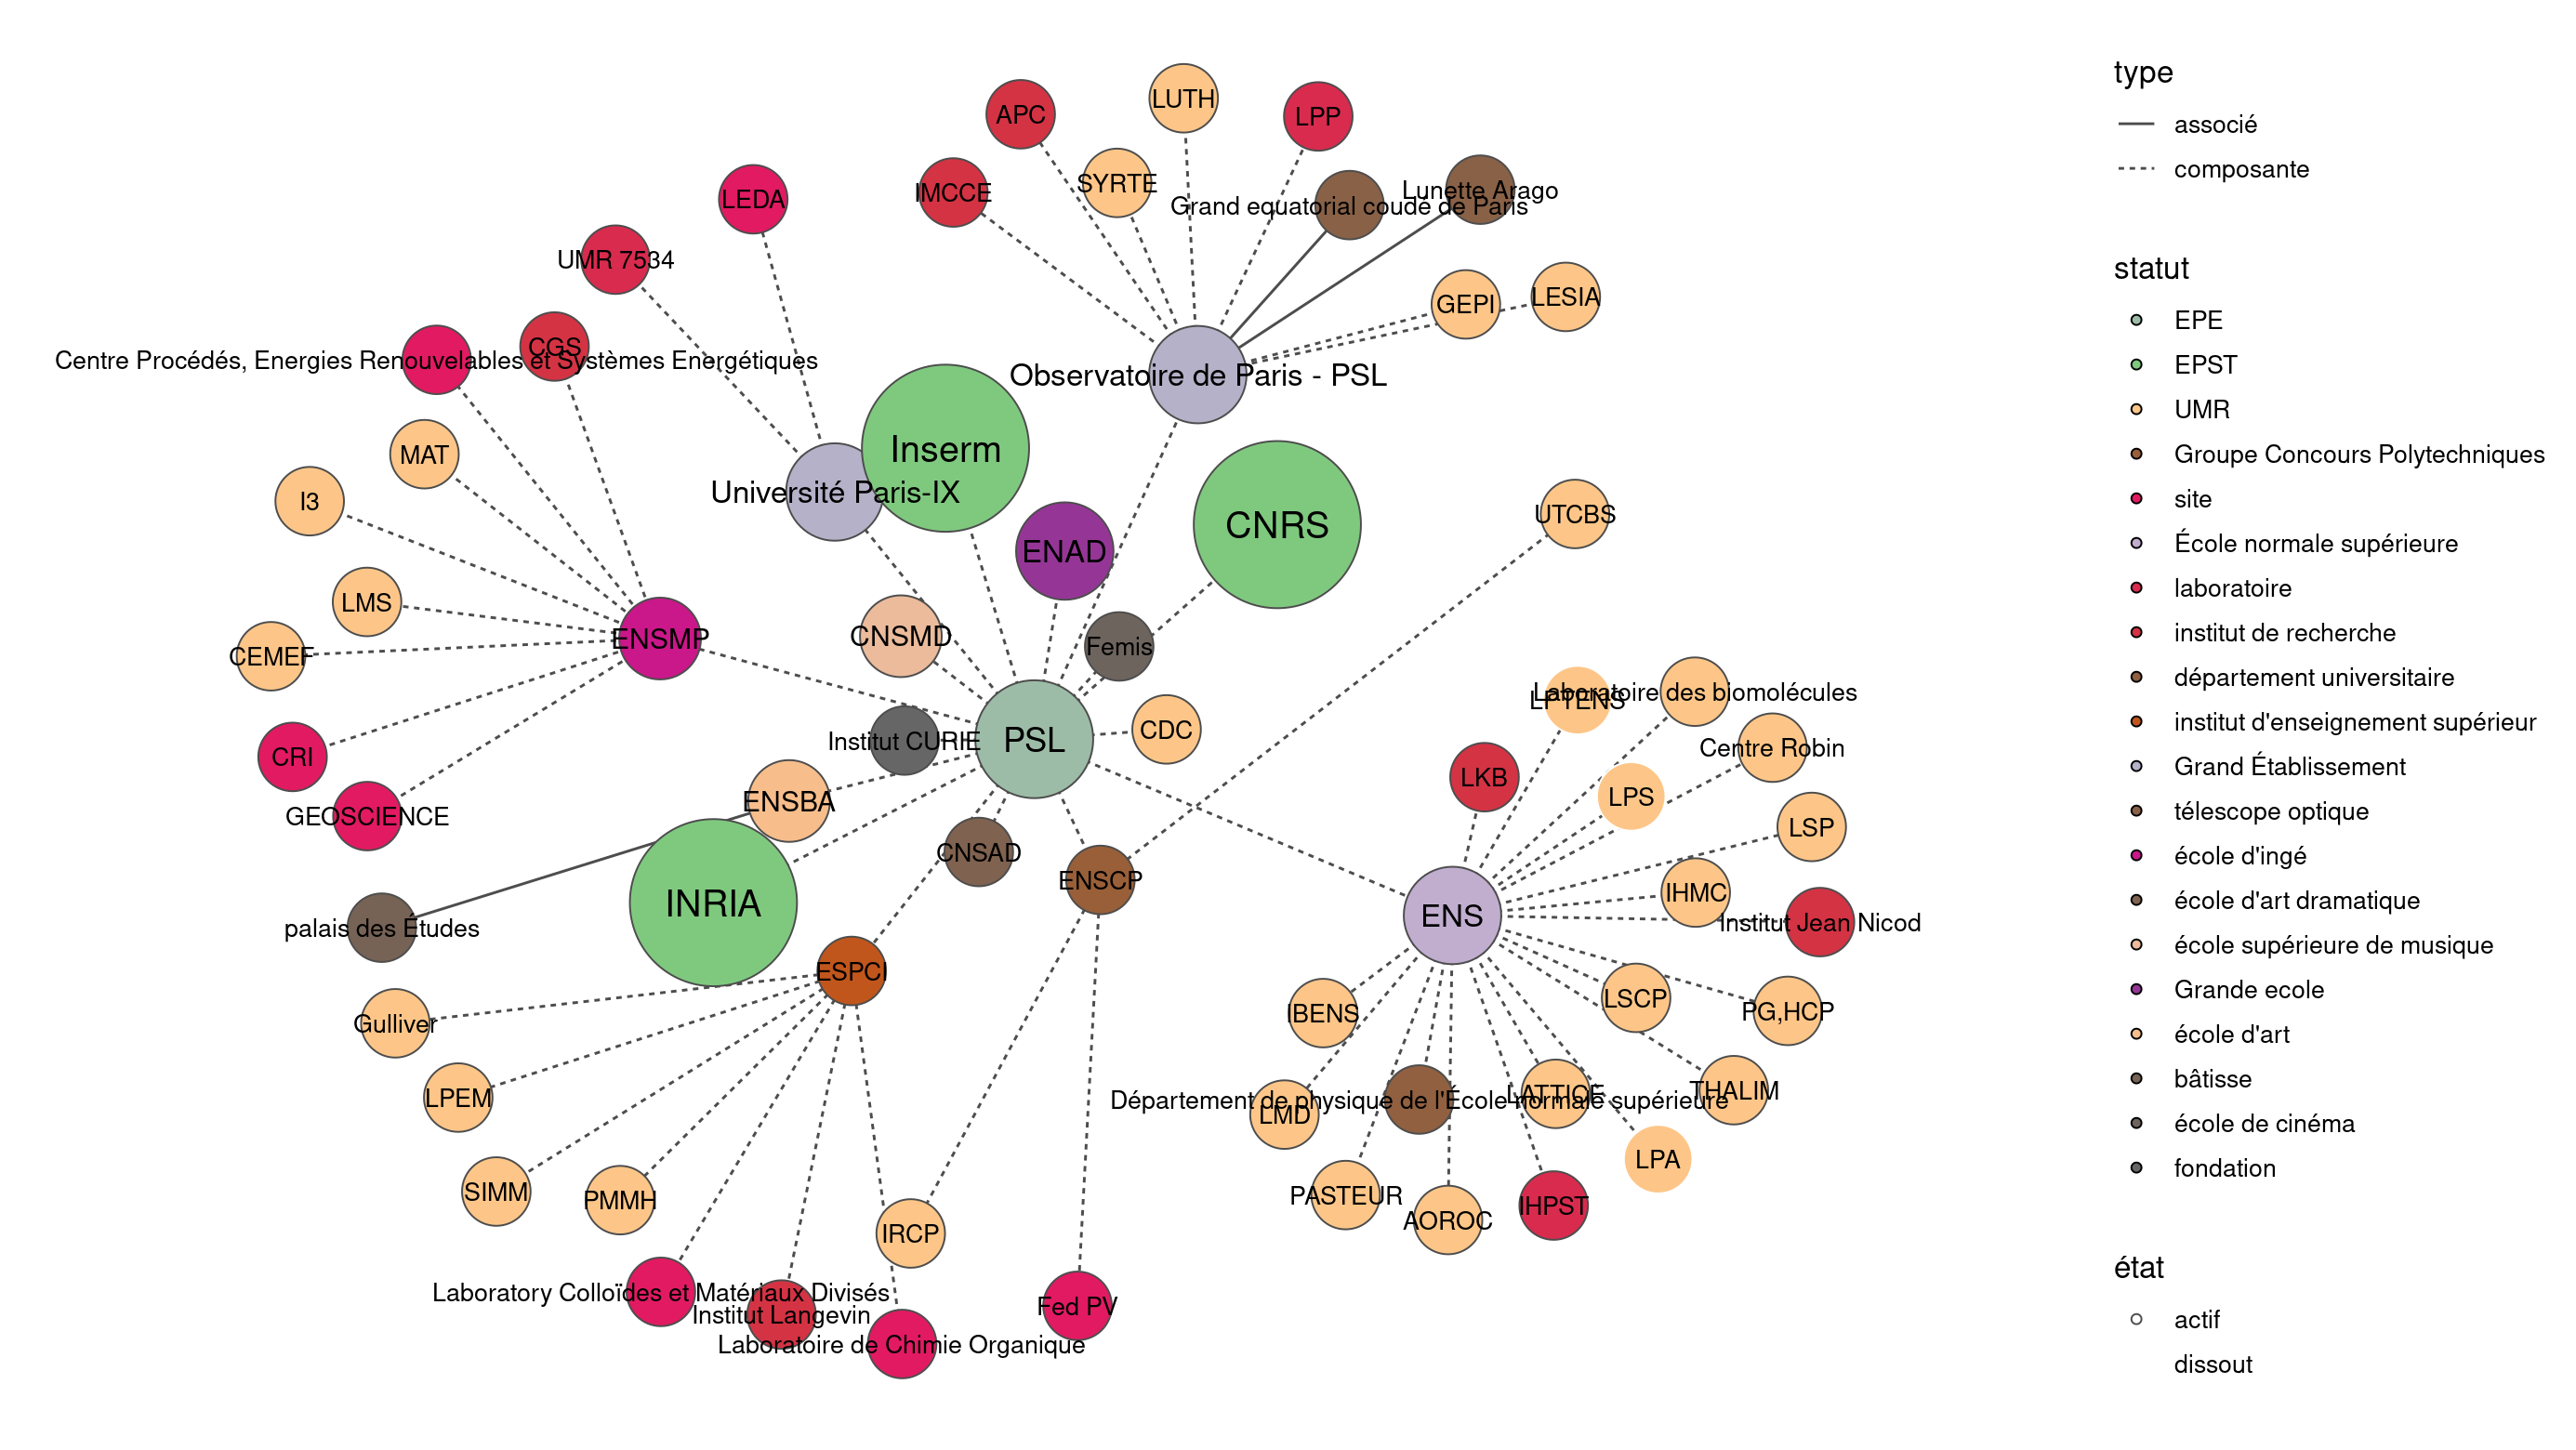 LUTH
APC
LPP
SYRTE
IMCCE
Lunette Arago
Grand equatorial coudé de Paris
LEDA
UMR 7534
GEPI
LESIA
CGS
Centre Procédés, Energies Renouvelables et Systèmes Energétiques
Observatoire de Paris - PSL
MAT
Inserm
Université Paris-IX
I3
CNRS
UTCBS
ENAD
LMS
CNSMD
ENSMP
Femis
CEMEF
Laboratoire des biomolécules
LPTENS
CDC
Institut CURIE
PSL
Centre Robin
CRI
LKB
LPS
ENSBA
GEOSCIENCE
LSP
CNSAD
ENSCP
IHMC
INRIA
ENS
Institut Jean Nicod
palais des Études
ESPCI
LSCP
PG,HCP
IBENS
Gulliver
THALIM
LATTICE
Département de physique de l'École normale supérieure
LMD
LPEM
LPA
SIMM
PMMH
PASTEUR
IHPST
AOROC
IRCP
Laboratory Colloïdes et Matériaux Divisés
Fed PV
Institut Langevin
Laboratoire de Chimie Organique
type
associé
composante
statut
EPE
EPST
UMR
Groupe Concours Polytechniques
site
École normale supérieure
laboratoire
institut de recherche
département universitaire
institut d'enseignement supérieur
Grand Établissement
télescope optique
école d'ingé
école d'art dramatique
école supérieure de musique
Grande ecole
école d'art
bâtisse
école de cinéma
fondation
état
actif
dissout